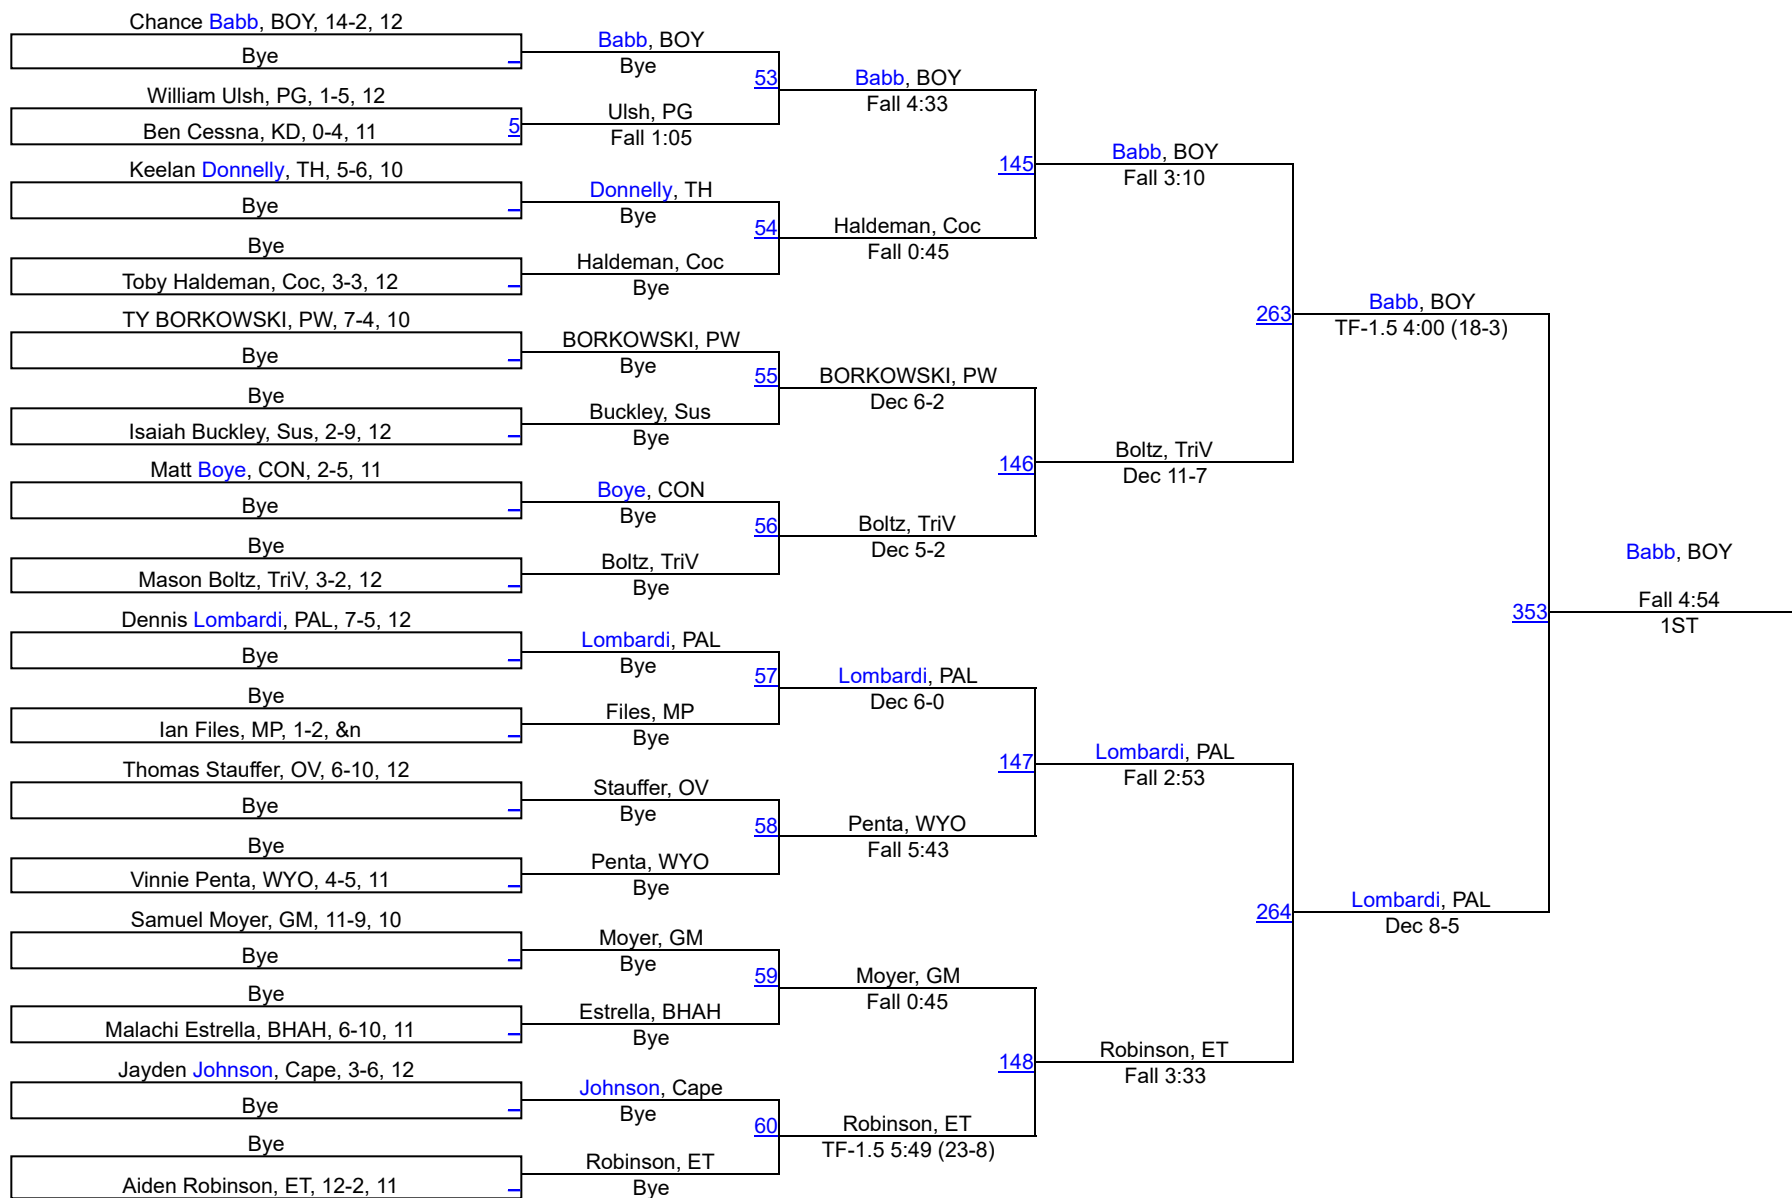 Chance Babb, BOY, 14-2, 12
Bye
William Ulsh, PG, 1-5, 12
Ben Cessna, KD, 0-4, 11
5
Keelan Donnelly, TH, 5-6, 10
Bye
Bye
Toby Haldeman, Coc, 3-3, 12
TY BORKOWSKI, PW, 7-4, 10
Bye
Bye
Isaiah Buckley, Sus, 2-9, 12
Matt Boye, CON, 2-5, 11
Bye
Bye
Mason Boltz, TriV, 3-2, 12
Dennis Lombardi, PAL, 7-5, 12
Bye
Bye
Ian Files, MP, 1-2, &n
Thomas Stauffer, OV, 6-10, 12
Bye
Bye
Vinnie Penta, WYO, 4-5, 11
Samuel Moyer, GM, 11-9, 10
Bye
Bye
Malachi Estrella, BHAH, 6-10, 11
Jayden Johnson, Cape, 3-6, 12
Bye
Bye
Aiden Robinson, ET, 12-2, 11
Babb, BOY
Bye
53
Ulsh, PG
Fall 1:05
Donnelly, TH
Bye
54
Haldeman, Coc
Bye
BORKOWSKI, PW
Bye
55
Buckley, Sus
Bye
Boye, CON
Bye
56
Boltz, TriV
Bye
Lombardi, PAL
Bye
57
Files, MP
Bye
Stauffer, OV
Bye
58
Penta, WYO
Bye
Moyer, GM
Bye
59
Estrella, BHAH
Bye
Johnson, Cape
Bye
60
Robinson, ET
Bye
Babb, BOY
Fall 4:33
145
Haldeman, Coc
Fall 0:45
BORKOWSKI, PW
Dec 6-2
146
Boltz, TriV
Dec 5-2
Lombardi, PAL
Dec 6-0
147
Penta, WYO
Fall 5:43
Moyer, GM
Fall 0:45
148
Robinson, ET
TF-1.5 5:49 (23-8)
Babb, BOY
Fall 3:10
263
Boltz, TriV
Dec 11-7
Lombardi, PAL
Fall 2:53
264
Robinson, ET
Fall 3:33
Babb, BOY
TF-1.5 4:00 (18-3)
353
Lombardi, PAL
Dec 8-5
Babb, BOY
Fall 4:54
1ST